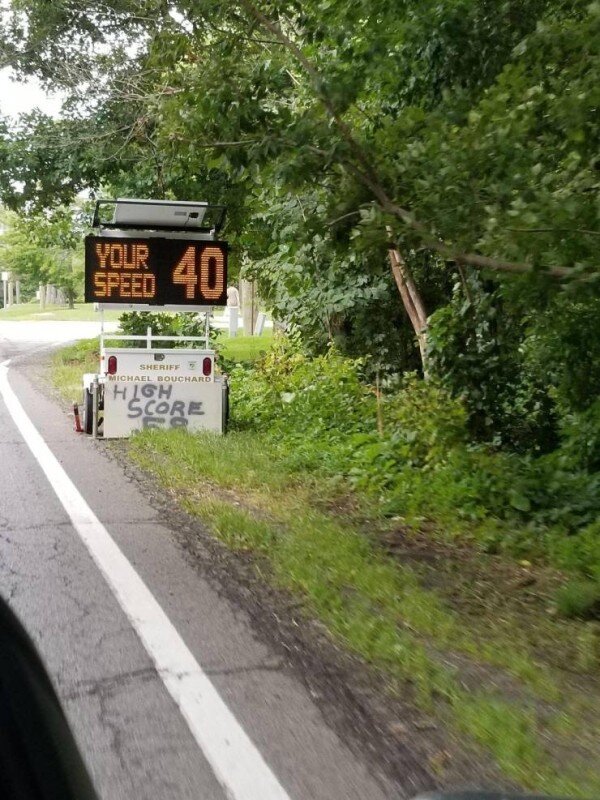 YOUR 40
SPEED
SHERIFF
MICHAEL BOUCHARD
HIGH
SCORE